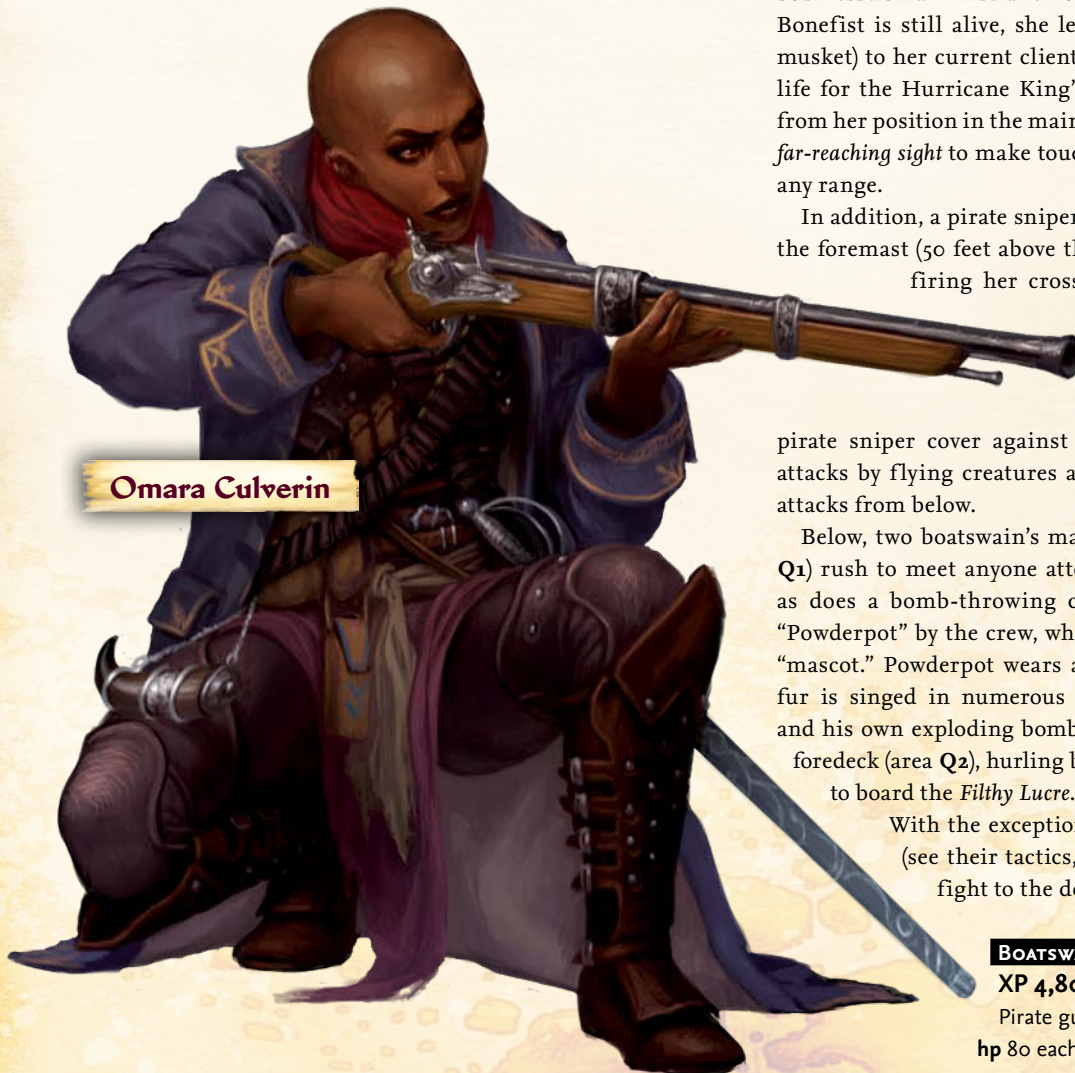 Bonefist is still alive, she le
musket) to her current client
life for the Hurricane King’
from her position in the main
far-reaching sight to make touc
any range.
In addition, a pirate sniper
the foremast (50 feet above th
firing her cross
Omara Culverin
pirate sniper cover against
attacks by flying creatures a
attacks from below.
Below, two boatswain’s ma
Q1) rush to meet anyone atte
as does a bomb-throwing c
“Powderpot” by the crew, wh
“mascot.” Powderpot wears a
fur is singed in numerous
and his own exploding bomb
foredeck (area Q2), hurling b
to board the Filthy Lucre.
With the exception
(see their tactics,
fight to the de
BOATSW
XP 4,80
Pirate gu
hp 80 each